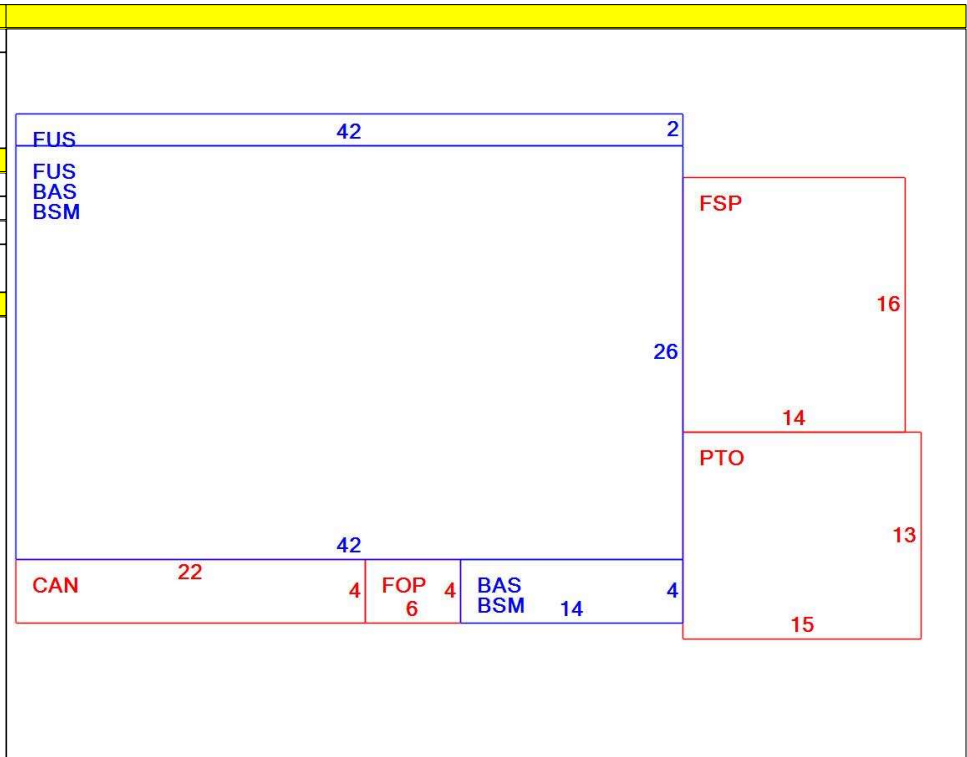 FUS 42 2
FUS
BAS
BSM
FSP
16
26
14
PTO
13
42
CAN 22 4 FOP 4 BAS 4
6 BSM 14
15